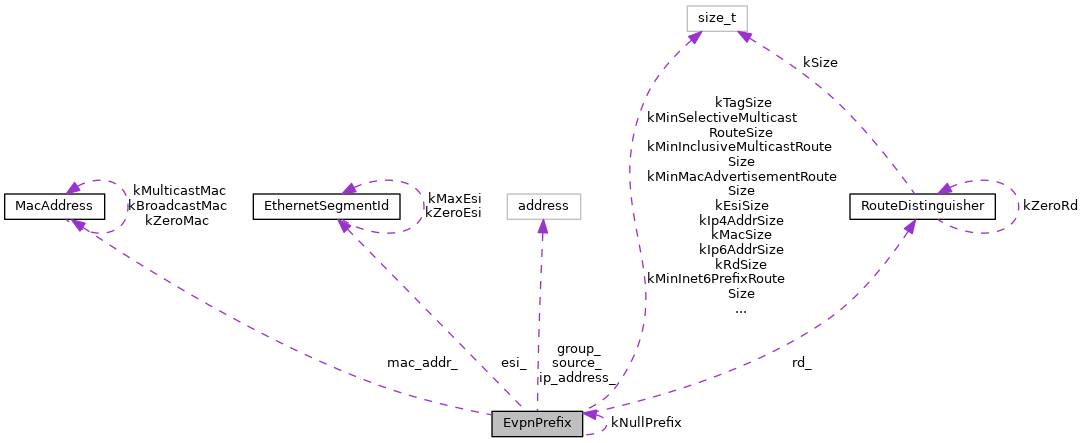 size_t
kSize
kTagSize
kMinSelectiveMulticast
RouteSize
kMinInclusiveMulticastRoute
Size
kMinMacAdvertisementRoute
Size
kEsiSize
kIp4AddrSize
kMacSize
kIp6AddrSize
kRdSize
kMinInet6PrefixRoute
Size
...
MacAddress
kMulticastMac
kBroadcastMac
kZeroMac
EthernetSegmentId
kMaxEsi
kZeroEsi
address
RouteDistinguisher
kZeroRd
mac_addr_
esi_
group_
source_
ip_address_
rd_
EvpnPrefix
kNullPrefix